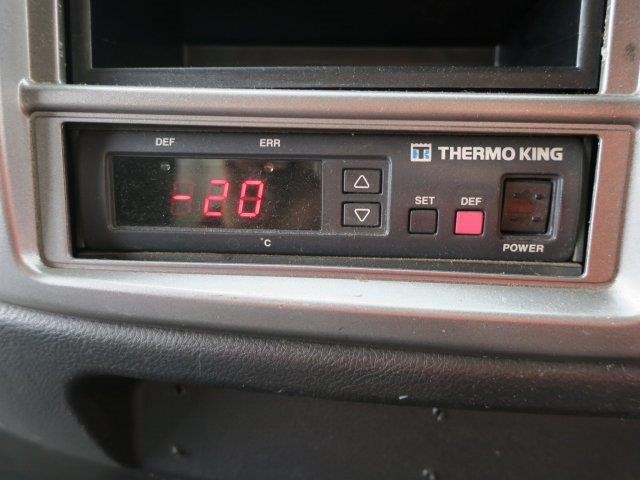 DEF ERR
THERMO KING
-20
SET DEF
°C
POWER